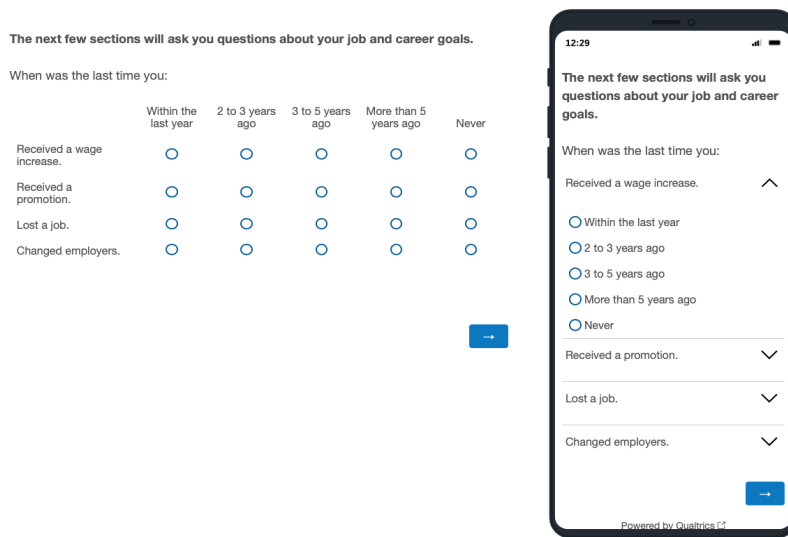 The next few sections will ask you questions about your job and career goals.
When was the last time you:
Within the
last year
2 to 3 years
ago
3 to 5 years
ago
More than 5
years ago
Never
Received a wage
increase.
Received a
promotion.
Lost a job.
Changed employers.
→
12:29
The next few sections will ask you
questions about your job and career
goals.
When was the last time you:
Received a wage increase.
Within the last year
2 to 3 years ago
3 to 5 years ago
More than 5 years ago
Never
Received a promotion.
Lost a job.
Changed employers.
→
Powered by Qualtrics